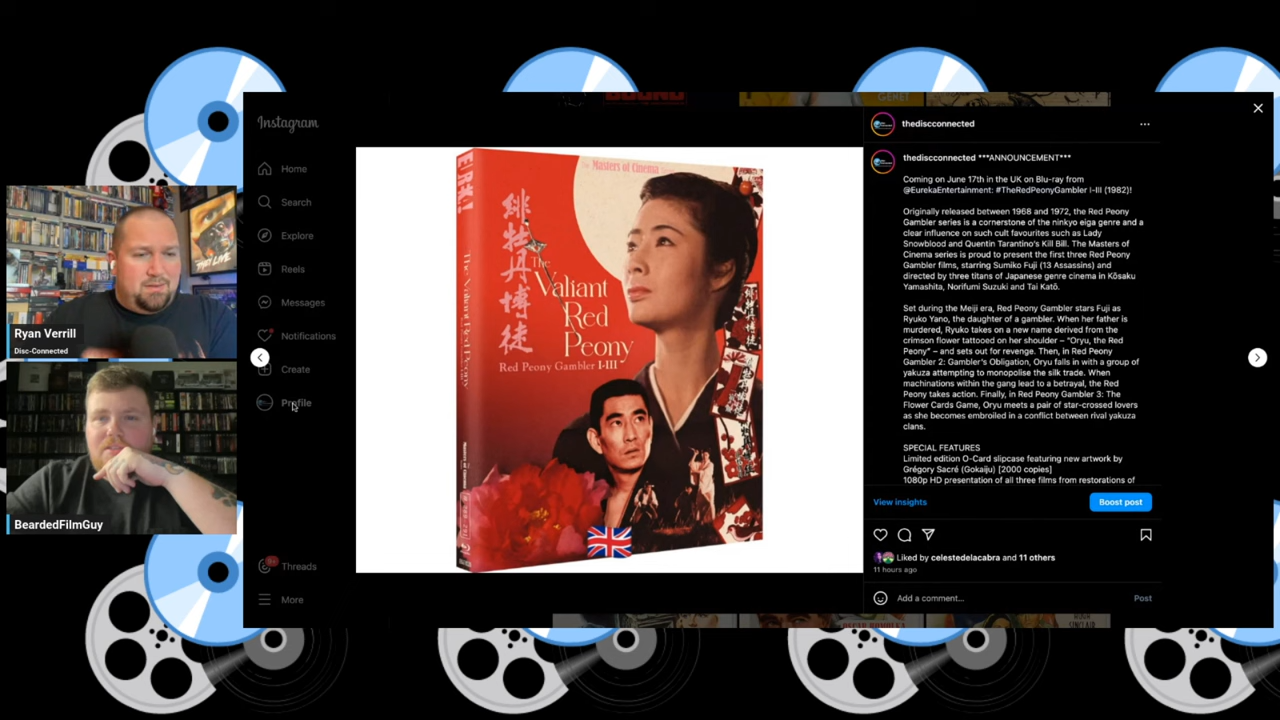 Instagram
Home
Search
Explore
Reels
Messages
Notifications
Create
Profile
Threads
9+
More
Ryan Verrill
Disc-Connected
BeardedFilmGuy
THEY LIVE
GENET
EUREKA!
The Masters of Cinema Series
緋牡丹博徒
The
Valiant
Red
Peony
Red Peony Gambler I-III
thediscconnected
thediscconnected ***ANNOUNCEMENT***
Coming on June 17th in the UK on Blu-ray from
@EurekaEntertainment: #TheRedPeonyGambler I-III (1982)!
Originally released between 1968 and 1972, the Red Peony
Gambler series is a cornerstone of the ninkyo eiga genre and a
clear influence on such cult favourites such as Lady
Snowblood and Quentin Tarantino's Kill Bill. The Masters of
Cinema series is proud to present the first three Red Peony
Gambler films, starring Sumiko Fuji (13 Assassins) and
directed by three titans of Japanese genre cinema in Kōsaku
Yamashita, Norifumi Suzuki and Tai Katō.
Set during the Meiji era, Red Peony Gambler stars Fuji as
Ryuko Yano, the daughter of a gambler. When her father is
murdered, Ryuko takes on a new name derived from the
crimson flower tattooed on her shoulder – “Oryu, the Red
Peony” – and sets out for revenge. Then, in Red Peony
Gambler 2: Gambler's Obligation, Oryu falls in with a group of
yakuza attempting to monopolise the silk trade. When
machinations within the gang lead to a betrayal, the Red
Peony takes action. Finally, in Red Peony Gambler 3: The
Flower Cards Game, Oryu meets a pair of star-crossed lovers
as she becomes embroiled in a conflict between rival yakuza
clans.
SPECIAL FEATURES
Limited edition O-Card slipcase featuring new artwork by
Grégory Sacré (Gokaiju) [2000 copies]
1080p HD presentation of all three films from restorations of
View insights
Boost post
Liked by celestedelacabra and 11 others
11 hours ago
Add a comment...
Post